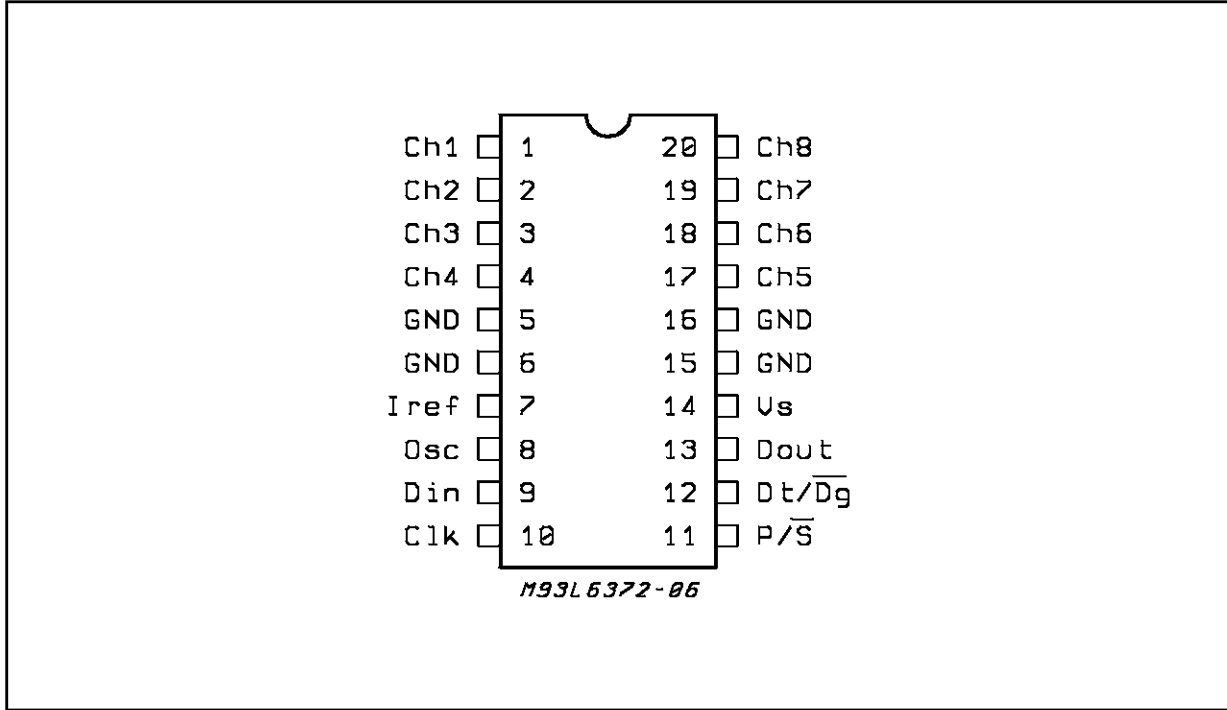 Ch1 1 20 Ch8
Ch2 2 19 Ch7
Ch3 3 18 Ch6
Ch4 4 17 Ch5
GND 5 16 GND
GND 6 15 GND
Iref 7 14 Vs
Osc 8 13 Dout
Din 9 12 Dt/D̅g̅
Clk 10 11 P/S̅
M93L6372-06